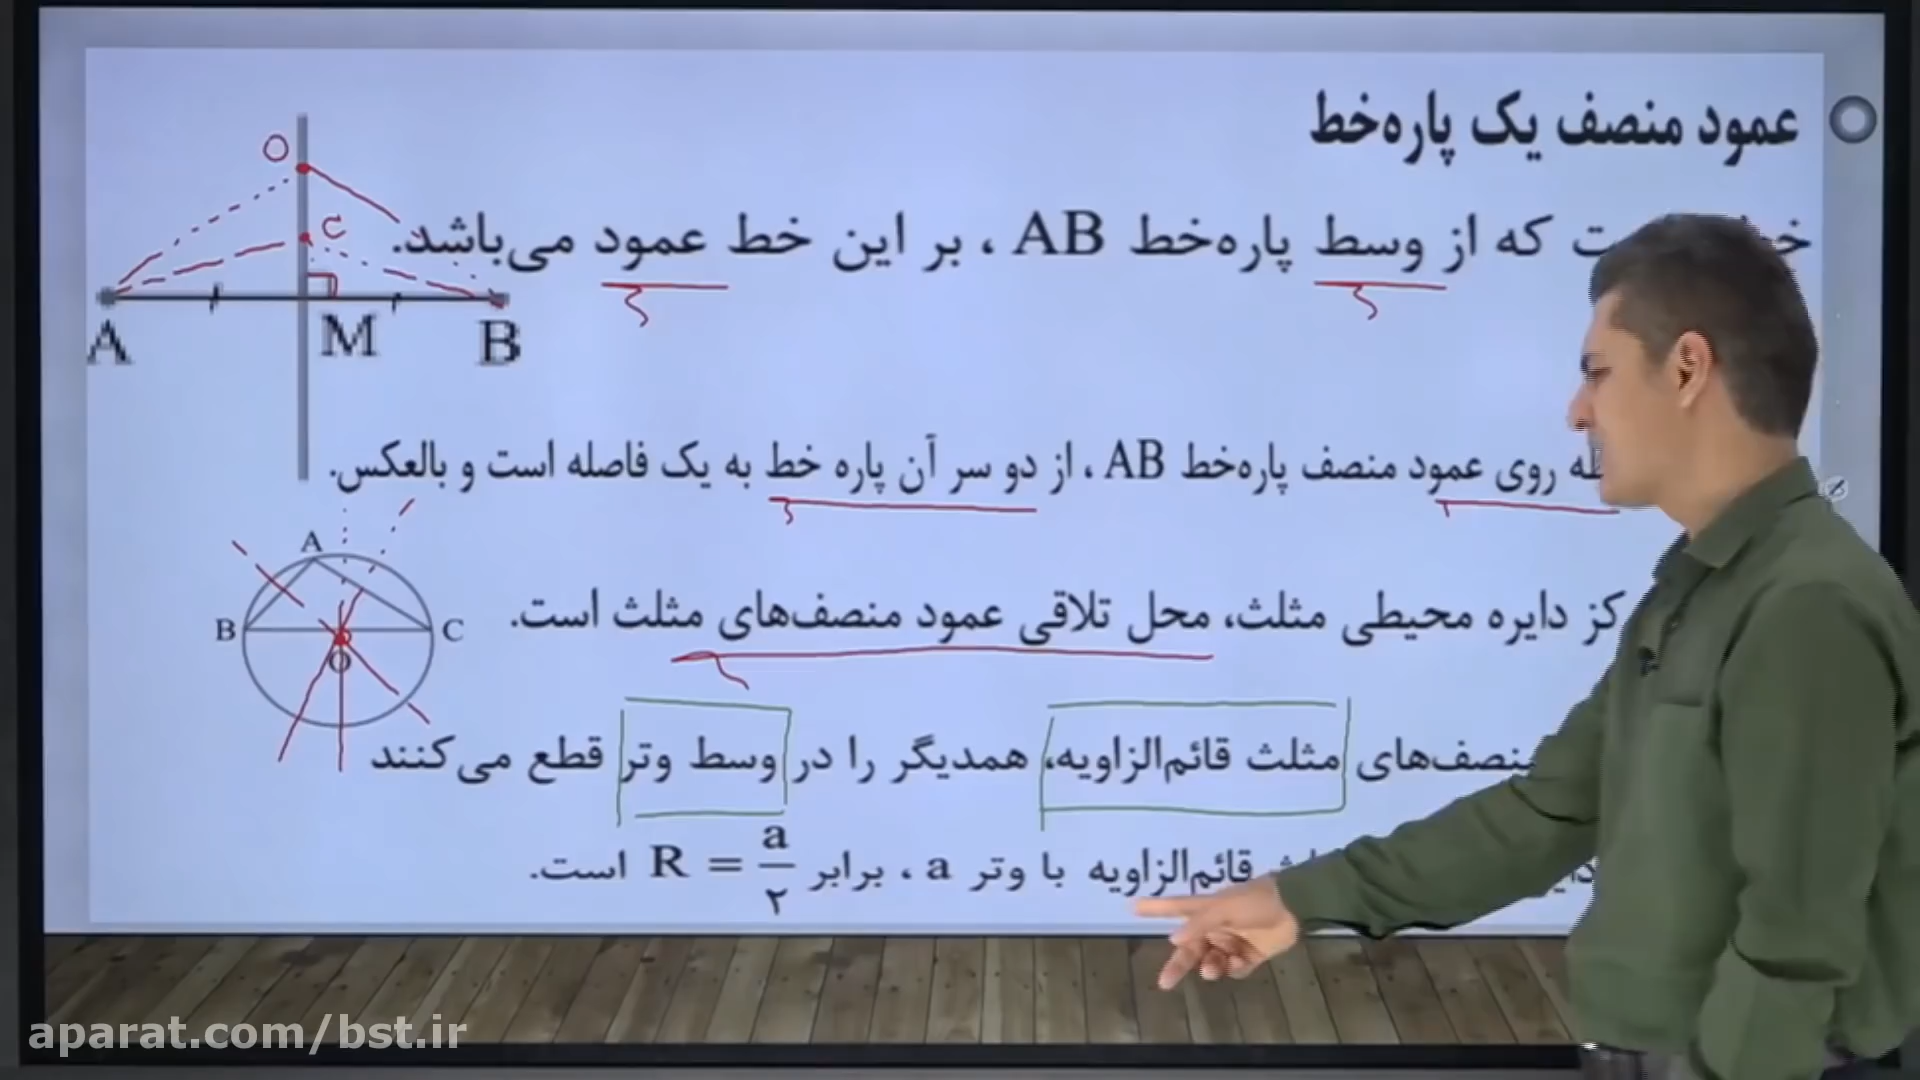 عمود منصف یک پاره‌خط
که از وسط پاره‌خط AB ، بر این خط عمود می‌باشد.
O
C
A
M
B
روی عمود منصف پاره‌خط AB ، از دو سر آن پاره خط به یک فاصله است و بالعکس.
دایره محیطی مثلث، محل تلاقی عمود منصف‌های مثلث است.
A
B
C
O
مثلث قائم‌الزاویه، همدیگر را در وسط وتر قطع می‌کنند
قائم‌الزاویه با وتر a ، برابر R = a/۲ است.
aparat.com/bst.ir